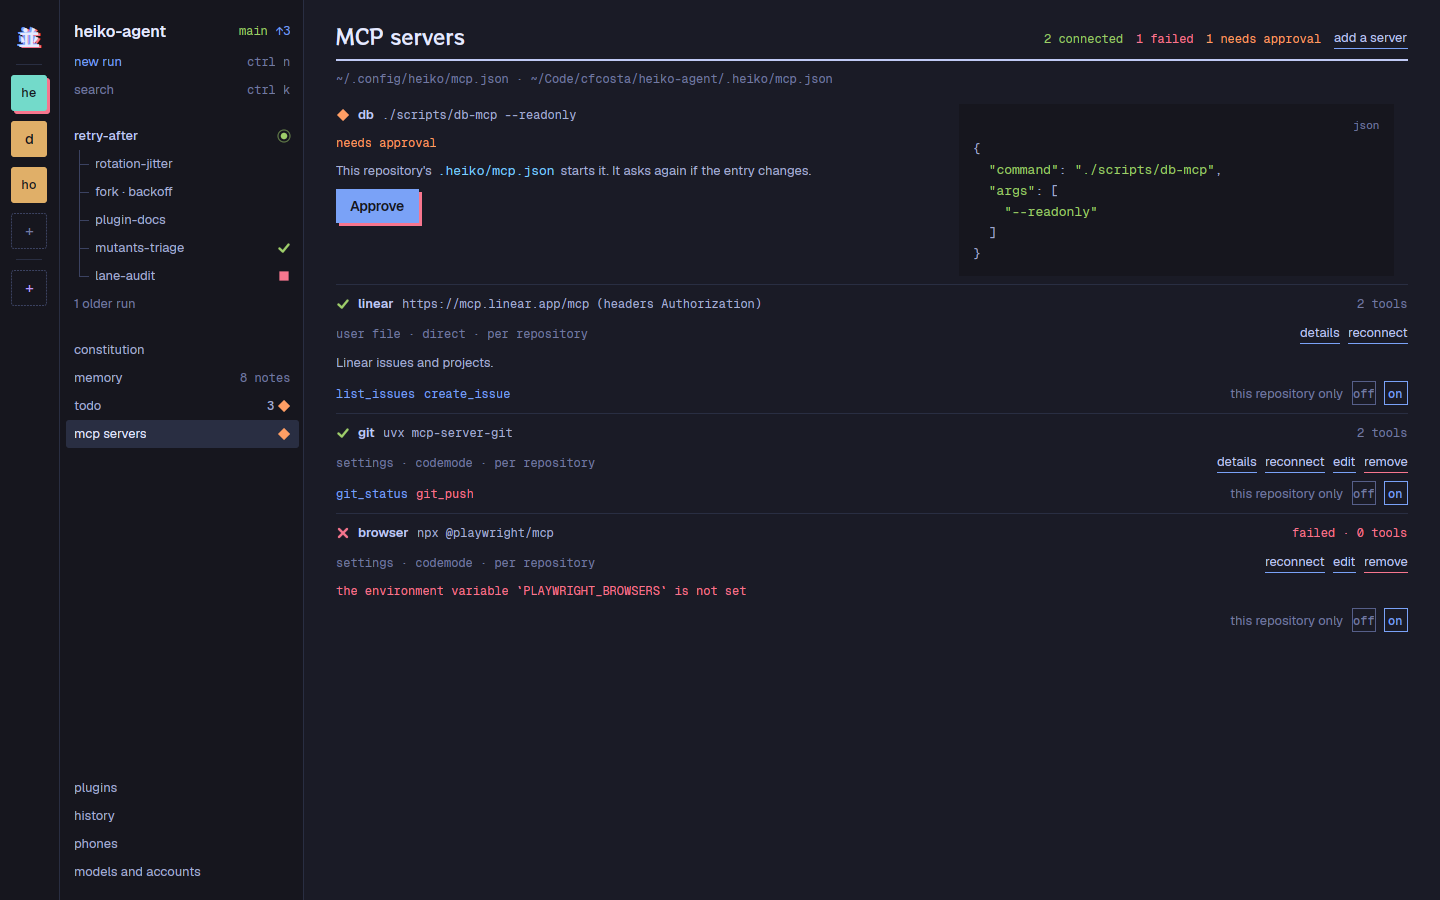 heiko-agent main ↑3
new run ctrl n
search ctrl k
he
d
ho
+
+
retry-after
rotation-jitter
fork · backoff
plugin-docs
mutants-triage
lane-audit
1 older run
constitution
memory 8 notes
todo 3
mcp servers
plugins
history
phones
models and accounts
MCP servers 2 connected 1 failed 1 needs approval add a server
~/.config/heiko/mcp.json · ~/Code/cfcosta/heiko-agent/.heiko/mcp.json
db ./scripts/db-mcp --readonly
needs approval
This repository's .heiko/mcp.json starts it. It asks again if the entry changes.
Approve
json
{
"command": "./scripts/db-mcp",
"args": [
"--readonly"
]
}
linear https://mcp.linear.app/mcp (headers Authorization) 2 tools
user file · direct · per repository details reconnect
Linear issues and projects.
list_issues create_issue this repository only off on
git uvx mcp-server-git 2 tools
settings · codemode · per repository details reconnect edit remove
git_status git_push this repository only off on
browser npx @playwright/mcp failed · 0 tools
settings · codemode · per repository reconnect edit remove
the environment variable `PLAYWRIGHT_BROWSERS` is not set
this repository only off on